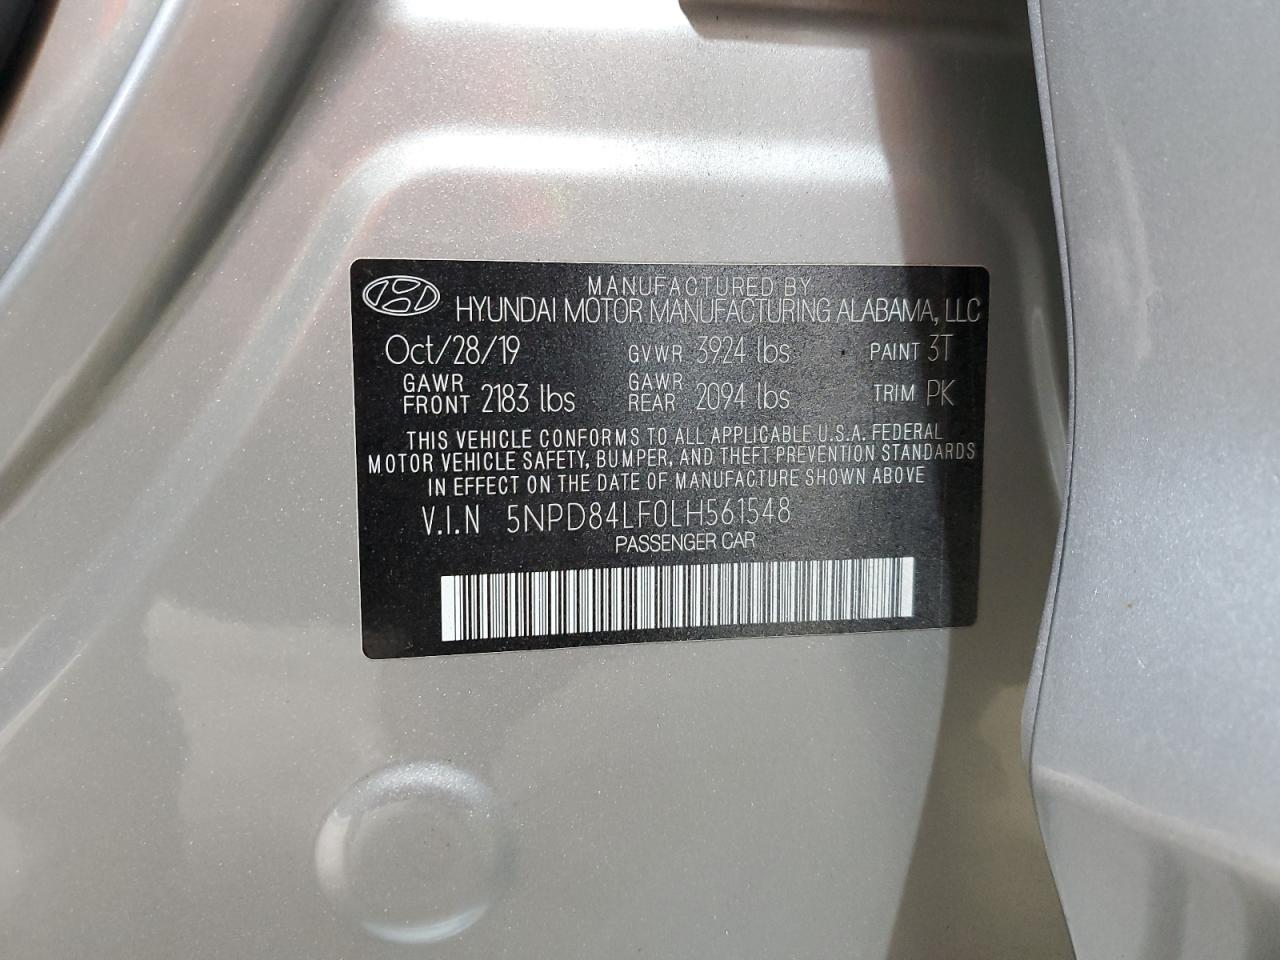 MANUFACTURED BY
HYUNDAI MOTOR MANUFACTURING ALABAMA, LLC
Oct/28/19 GVWR 3924 lbs PAINT 3T
GAWR FRONT 2183 lbs GAWR REAR 2094 lbs TRIM PK
THIS VEHICLE CONFORMS TO ALL APPLICABLE U.S.A. FEDERAL
MOTOR VEHICLE SAFETY, BUMPER, AND THEFT PREVENTION STANDARDS
IN EFFECT ON THE DATE OF MANUFACTURE SHOWN ABOVE
V.I.N 5NPD84LF0LH561548
PASSENGER CAR